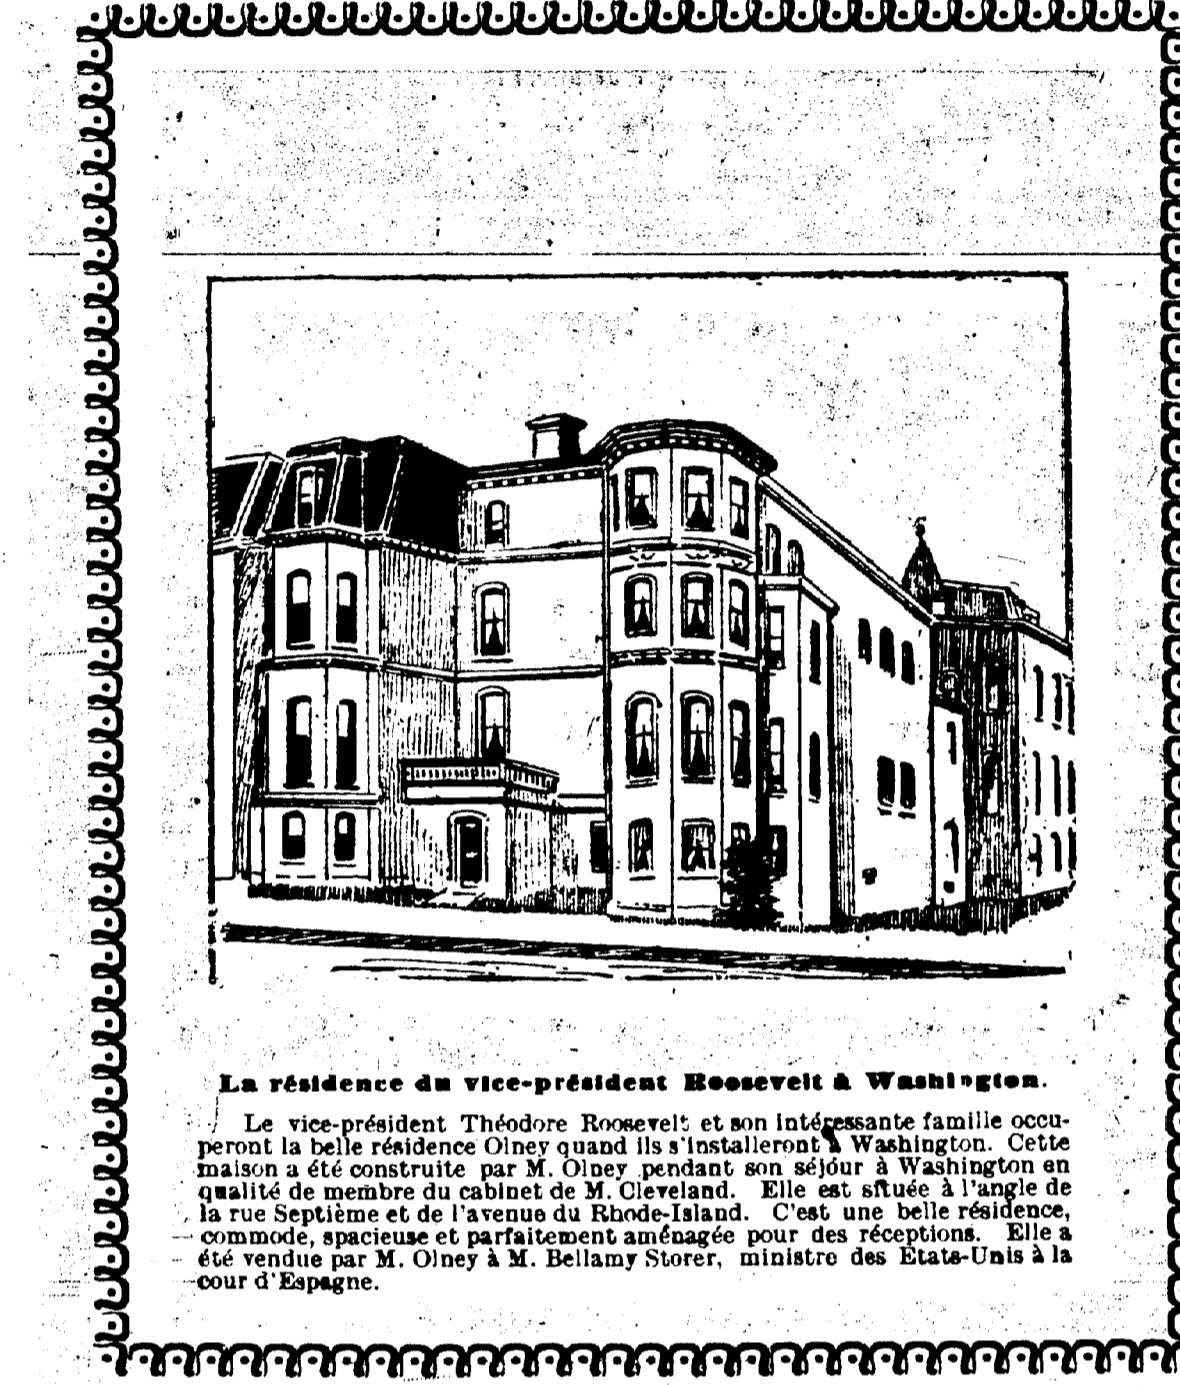 La résidence du vice-président Roosevelt à Washington.
Le vice-président Théodore Roosevelt et son intéressante famille occu-
peront la belle résidence Olney quand ils s'installeront à Washington. Cette
maison a été construite par M. Olney pendant son séjour à Washington en
qualité de membre du cabinet de M. Cleveland. Elle est située à l'angle de
la rue Septième et de l'avenue du Rhode-Island. C'est une belle résidence,
commode, spacieuse et parfaitement aménagée pour des réceptions. Elle a
été vendue par M. Olney à M. Bellamy Storer, ministre des Etats-Unis à la
cour d'Espagne.